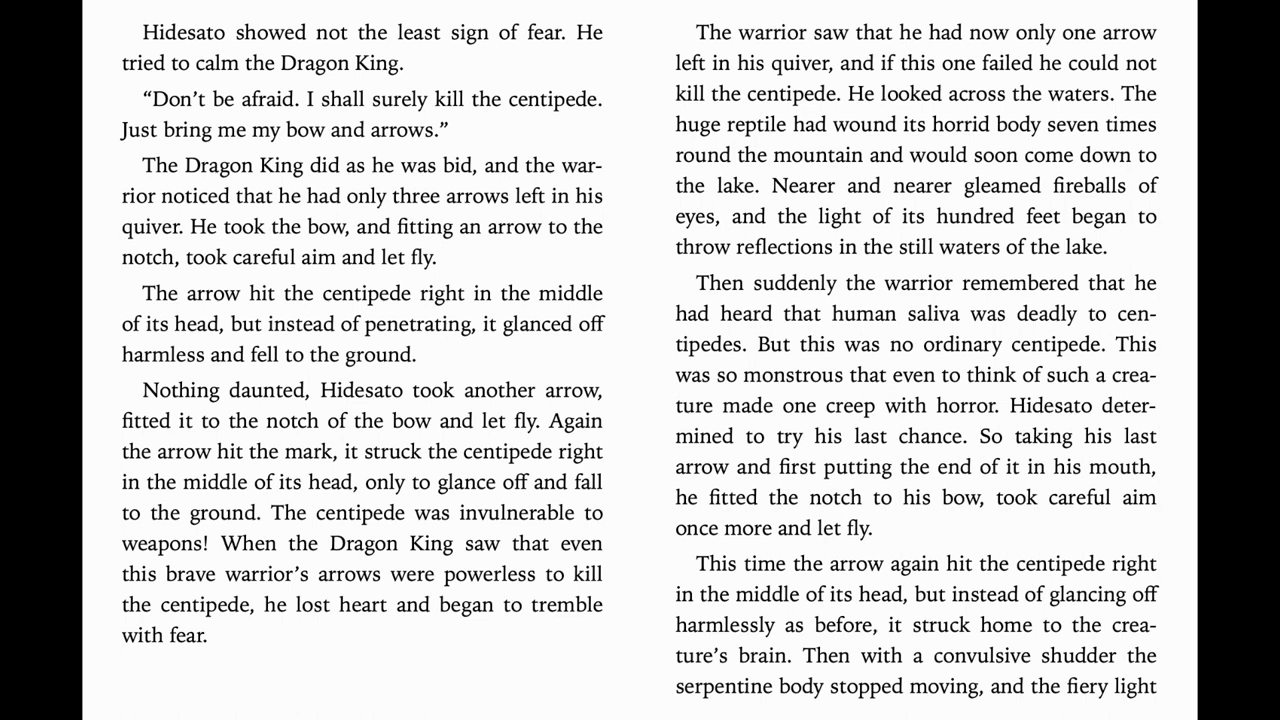 Hidesato showed not the least sign of fear. He
tried to calm the Dragon King.
“Don’t be afraid. I shall surely kill the centipede.
Just bring me my bow and arrows.”
The Dragon King did as he was bid, and the war-
rior noticed that he had only three arrows left in his
quiver. He took the bow, and fitting an arrow to the
notch, took careful aim and let fly.
The arrow hit the centipede right in the middle
of its head, but instead of penetrating, it glanced off
harmless and fell to the ground.
Nothing daunted, Hidesato took another arrow,
fitted it to the notch of the bow and let fly. Again
the arrow hit the mark, it struck the centipede right
in the middle of its head, only to glance off and fall
to the ground. The centipede was invulnerable to
weapons! When the Dragon King saw that even
this brave warrior’s arrows were powerless to kill
the centipede, he lost heart and began to tremble
with fear.
The warrior saw that he had now only one arrow
left in his quiver, and if this one failed he could not
kill the centipede. He looked across the waters. The
huge reptile had wound its horrid body seven times
round the mountain and would soon come down to
the lake. Nearer and nearer gleamed fireballs of
eyes, and the light of its hundred feet began to
throw reflections in the still waters of the lake.
Then suddenly the warrior remembered that he
had heard that human saliva was deadly to cen-
tipedes. But this was no ordinary centipede. This
was so monstrous that even to think of such a crea-
ture made one creep with horror. Hidesato deter-
mined to try his last chance. So taking his last
arrow and first putting the end of it in his mouth,
he fitted the notch to his bow, took careful aim
once more and let fly.
This time the arrow again hit the centipede right
in the middle of its head, but instead of glancing off
harmlessly as before, it struck home to the crea-
ture’s brain. Then with a convulsive shudder the
serpentine body stopped moving, and the fiery light